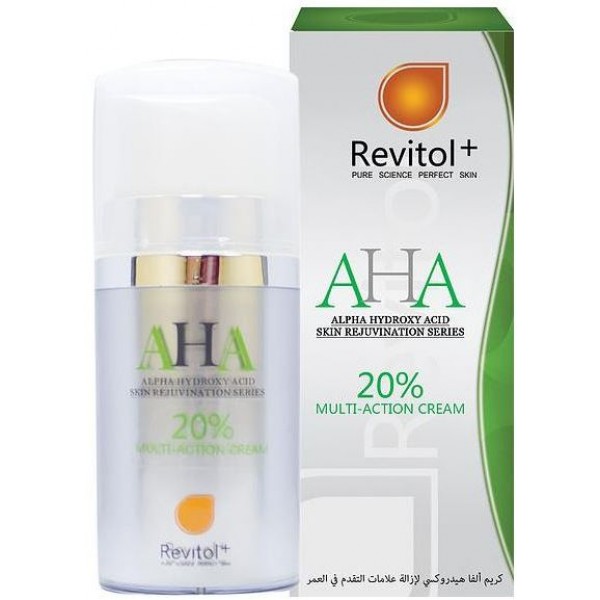 AHA
ALPHA HYDROXY ACID
SKIN REJUVINATION SERIES
20%
MULTI-ACTION CREAM
Revitol+
Revitol+
PURE SCIENCE PERFECT SKIN
AHA
ALPHA HYDROXY ACID
SKIN REJUVINATION SERIES
20%
MULTI-ACTION CREAM
كريم ألفا هيدروكسي لإزالة علامات التقدم في العمر